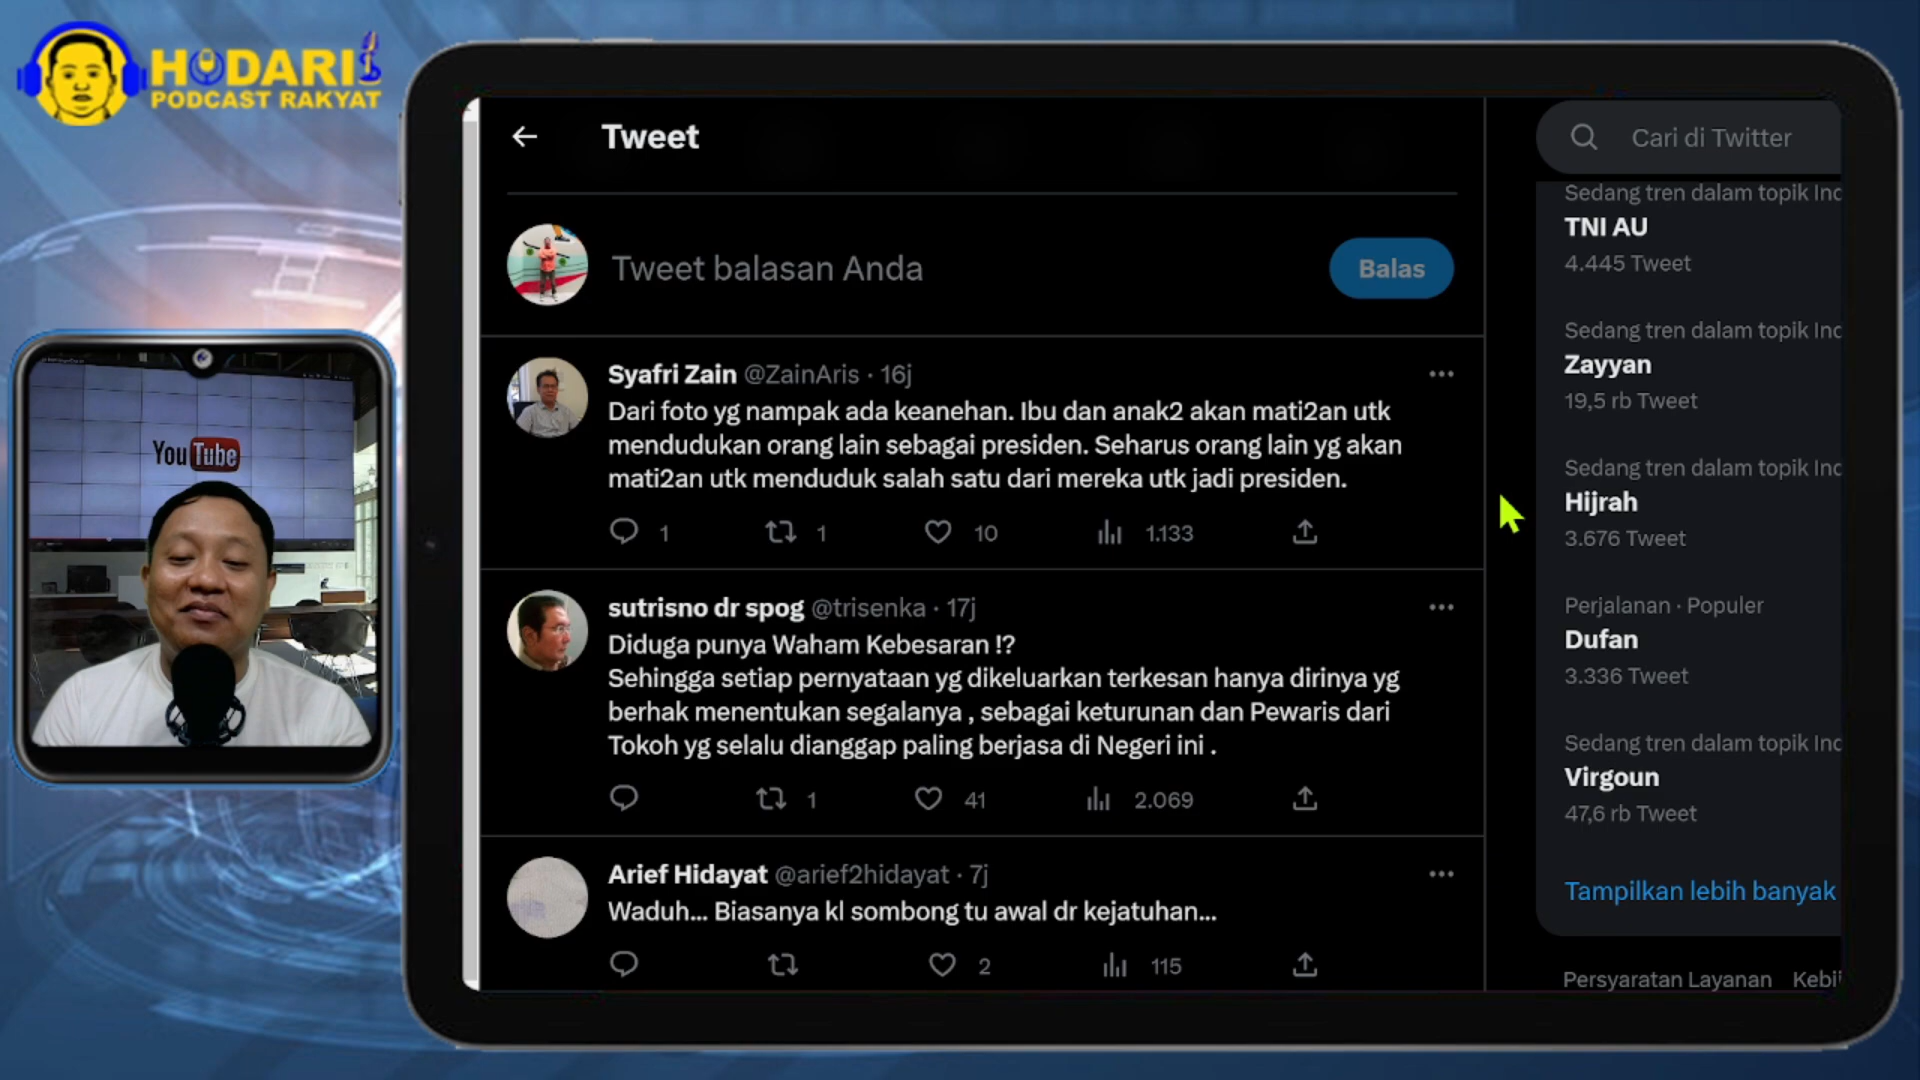 HODARI
PODCAST RAKYAT
YouTube
Tweet
Tweet balasan Anda
Balas
Syafri Zain @ZainAris · 16j
Dari foto yg nampak ada keanehan. Ibu dan anak2 akan mati2an utk
mendudukan orang lain sebagai presiden. Seharus orang lain yg akan
mati2an utk menduduk salah satu dari mereka utk jadi presiden.
1 1 10 1.133
sutrisno dr spog @trisenka · 17j
Diduga punya Waham Kebesaran !?
Sehingga setiap pernyataan yg dikeluarkan terkesan hanya dirinya yg
berhak menentukan segalanya , sebagai keturunan dan Pewaris dari
Tokoh yg selalu dianggap paling berjasa di Negeri ini .
1 41 2.069
Arief Hidayat @arief2hidayat · 7j
Waduh... Biasanya kl sombong tu awal dr kejatuhan...
2 115
Cari di Twitter
Sedang tren dalam topik Inc
TNI AU
4.445 Tweet
Sedang tren dalam topik Inc
Zayyan
19,5 rb Tweet
Sedang tren dalam topik Inc
Hijrah
3.676 Tweet
Perjalanan · Populer
Dufan
3.336 Tweet
Sedang tren dalam topik Inc
Virgoun
47,6 rb Tweet
Tampilkan lebih banyak
Persyaratan Layanan Kebij